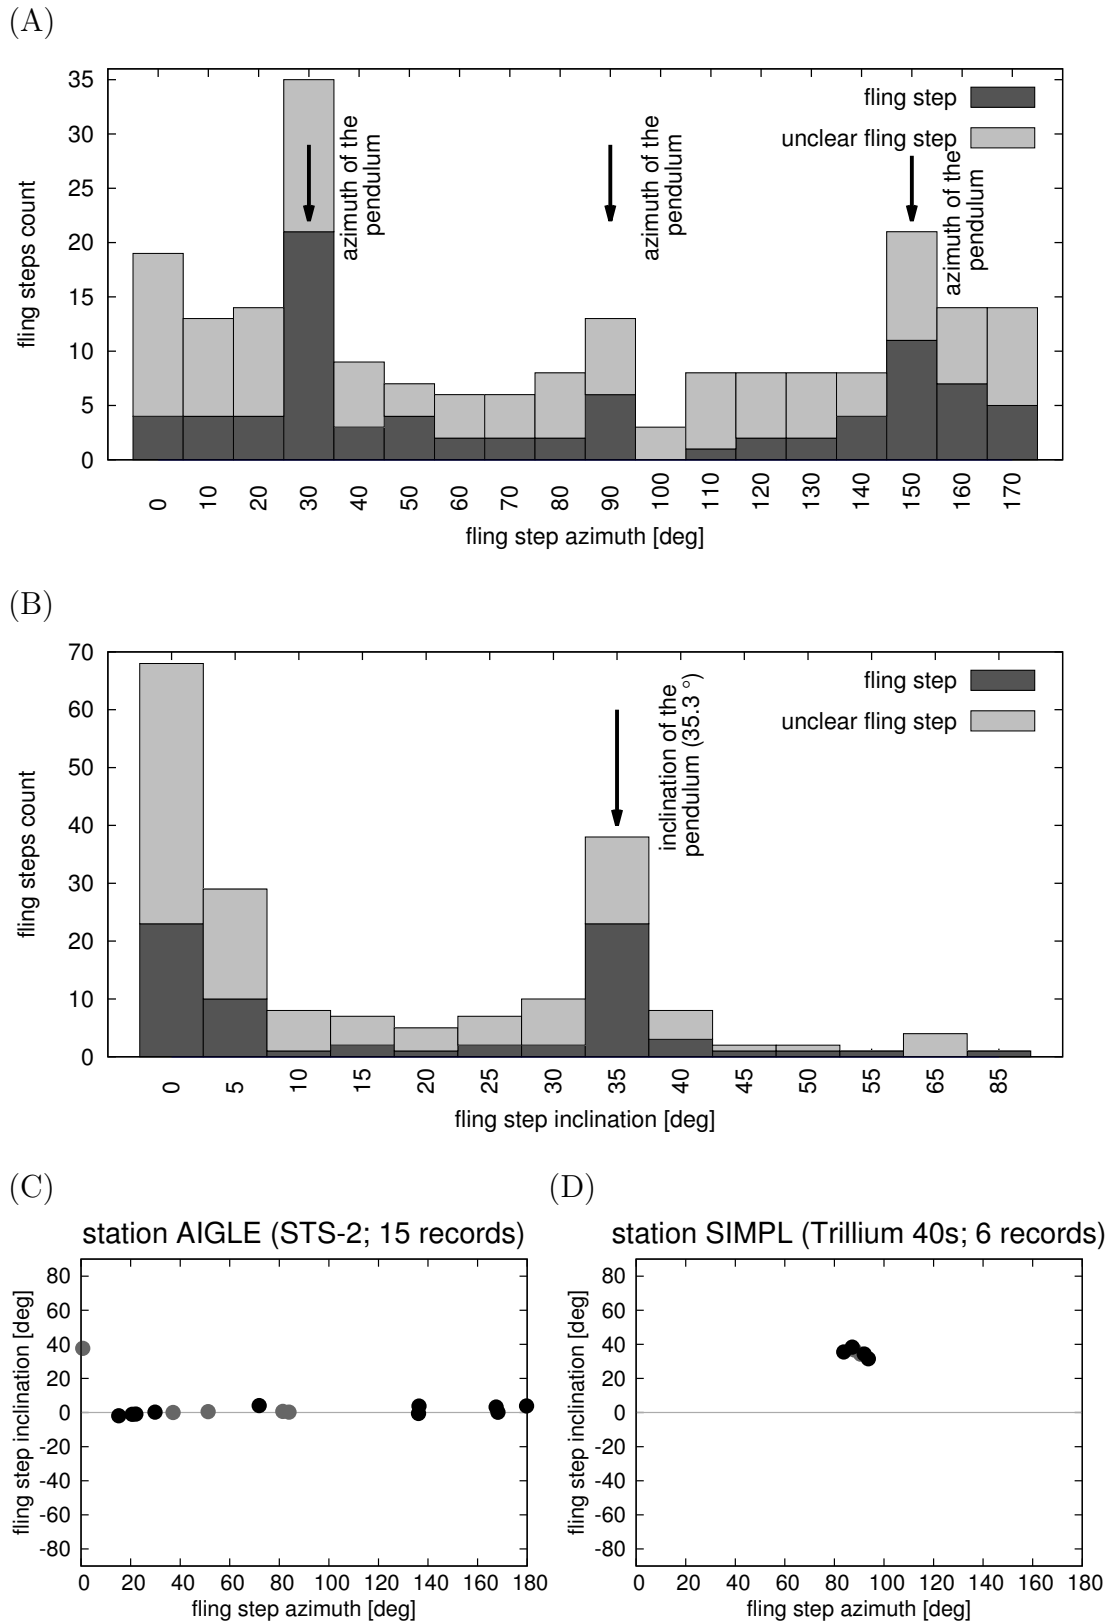 (A)
35
30
25
20
15
10
5
0
fling steps count
fling step
unclear fling step
azimuth of the
pendulum
azimuth of the
pendulum
azimuth of the
pendulum
0 10 20 30 40 50 60 70 80 90 100 110 120 130 140 150 160 170
fling step azimuth [deg]
(B)
70
60
50
40
30
20
10
0
fling steps count
fling step
unclear fling step
inclination of the
pendulum (35.3 °)
0 5 10 15 20 25 30 35 40 45 50 55 65 85
fling step inclination [deg]
(C)
station AIGLE (STS-2; 15 records)
80
60
40
20
0
-20
-40
-60
-80
fling step inclination [deg]
0 20 40 60 80 100 120 140 160 180
fling step azimuth [deg]
(D)
station SIMPL (Trillium 40s; 6 records)
80
60
40
20
0
-20
-40
-60
-80
fling step inclination [deg]
0 20 40 60 80 100 120 140 160 180
fling step azimuth [deg]